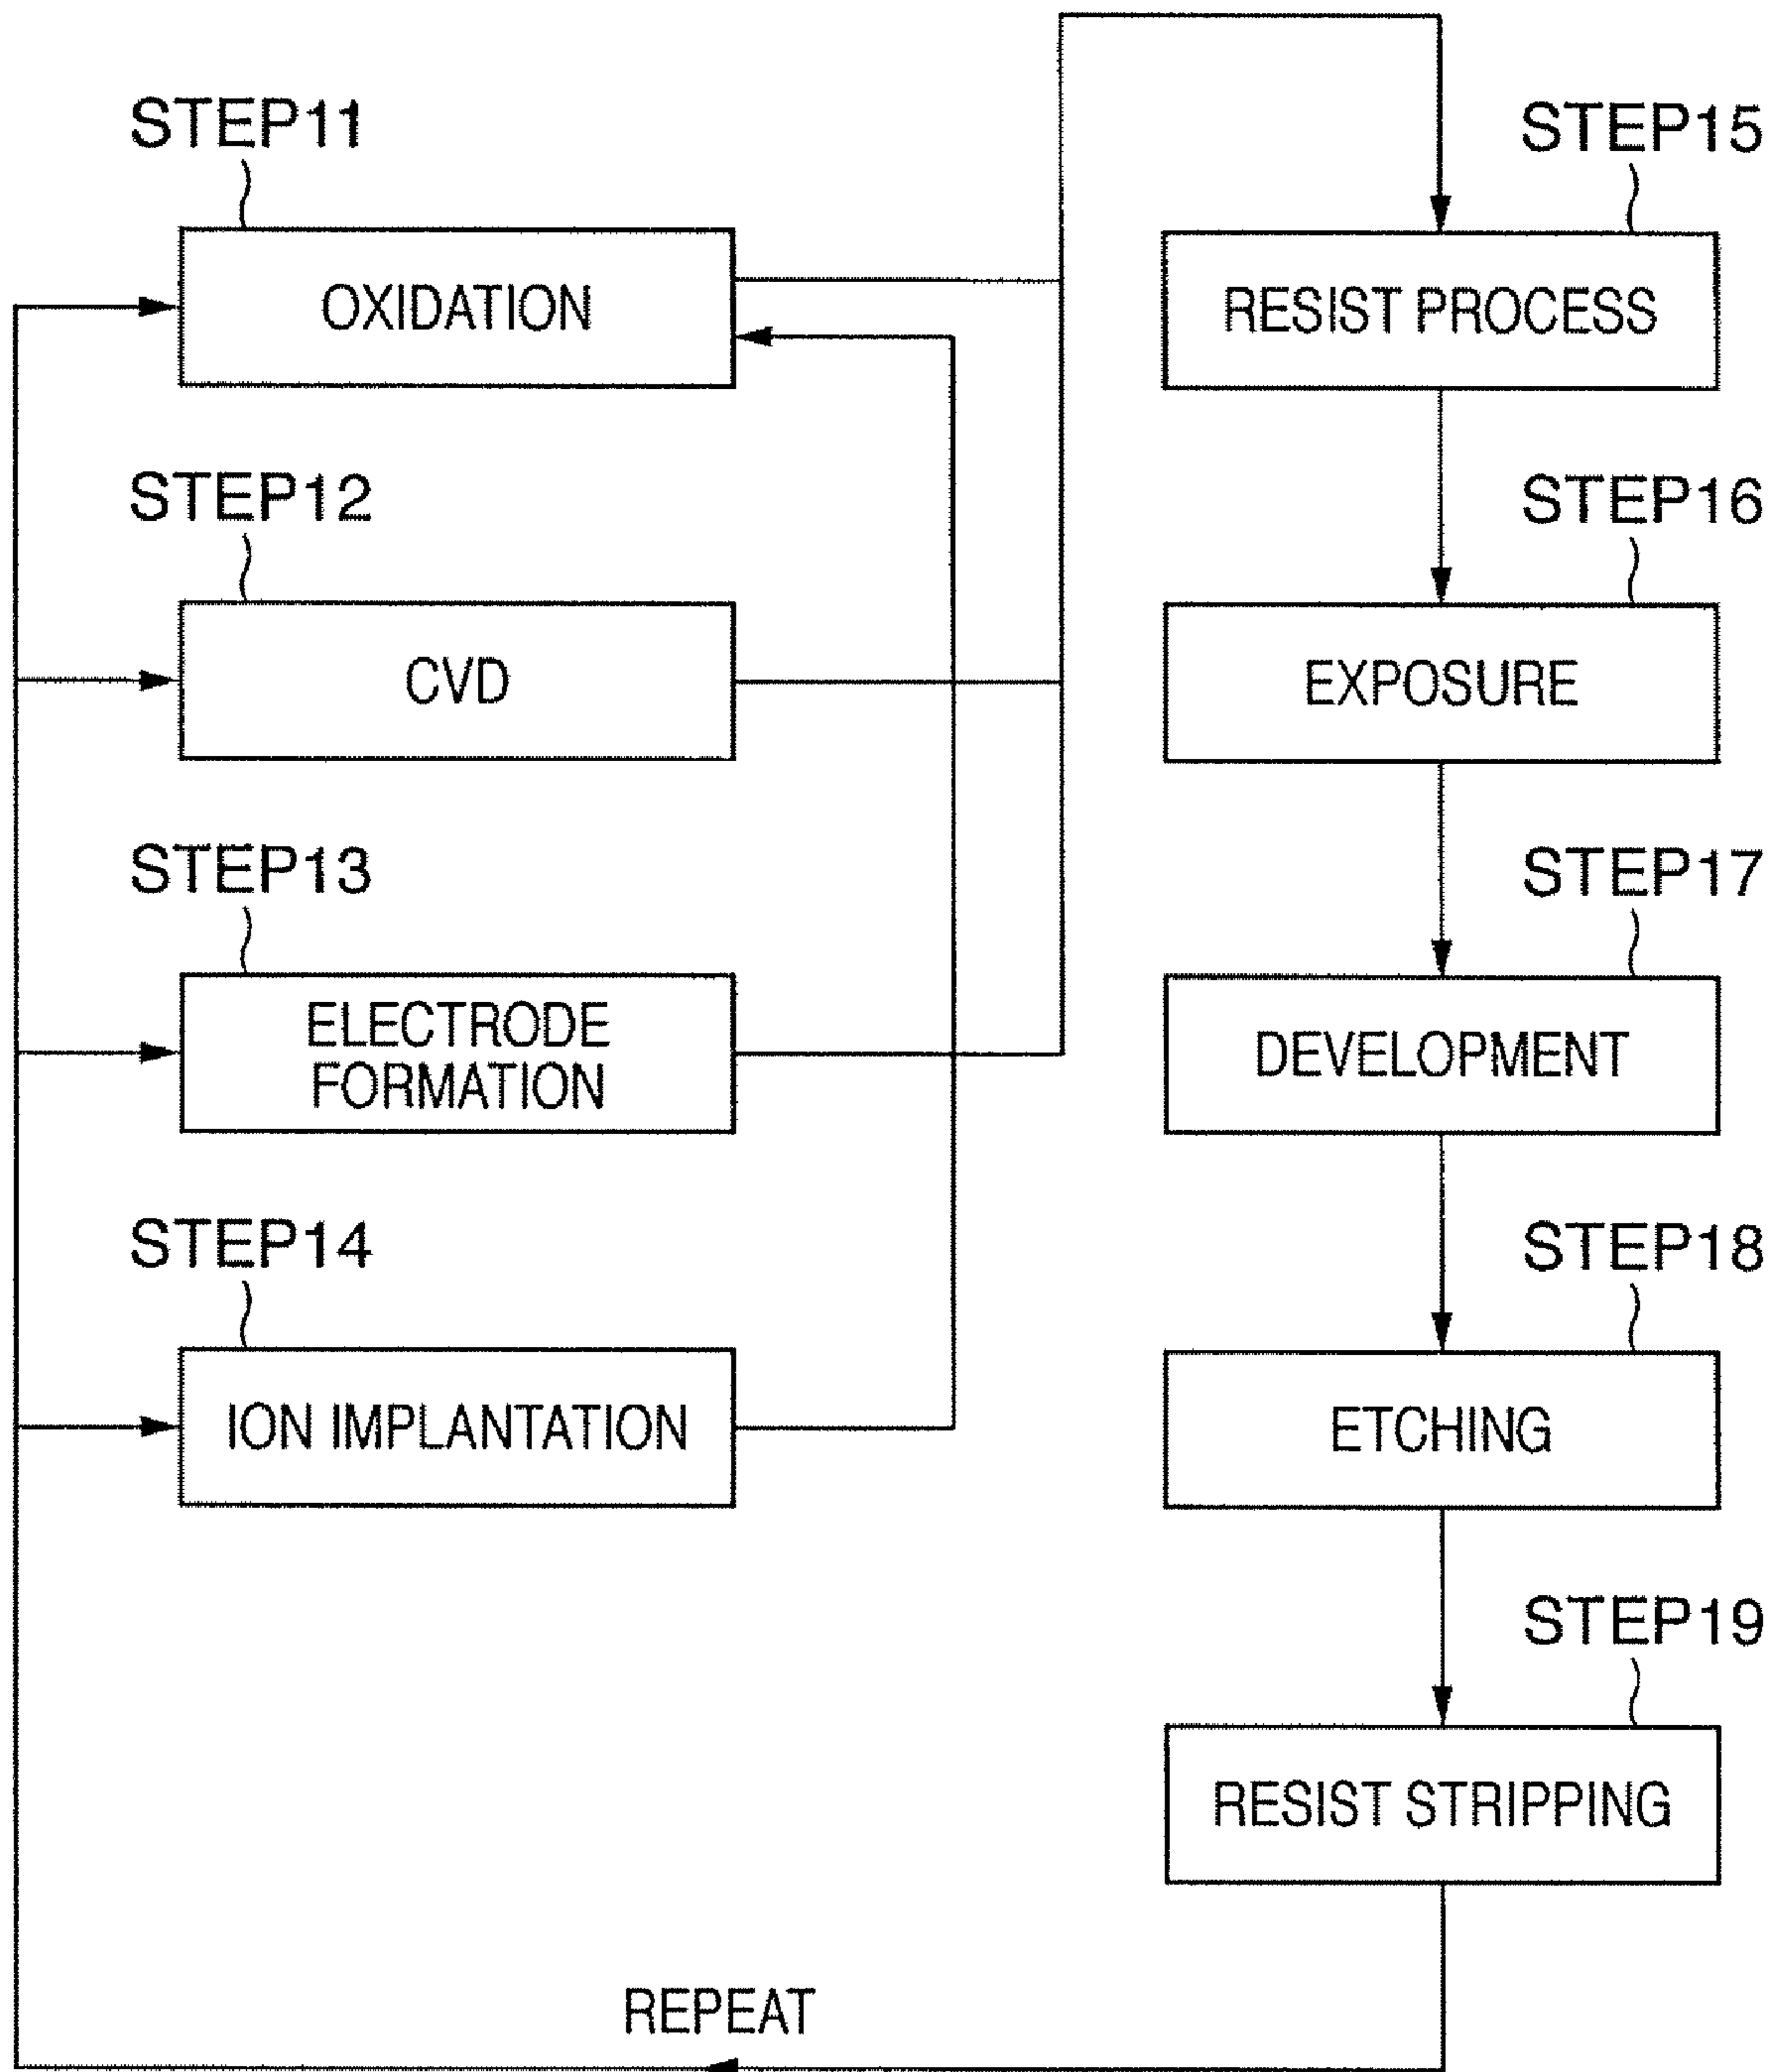 STEP11
OXIDATION
STEP12
CVD
STEP13
ELECTRODE
FORMATION
STEP14
ION IMPLANTATION
STEP15
RESIST PROCESS
STEP16
EXPOSURE
STEP17
DEVELOPMENT
STEP18
ETCHING
STEP19
RESIST STRIPPING
REPEAT